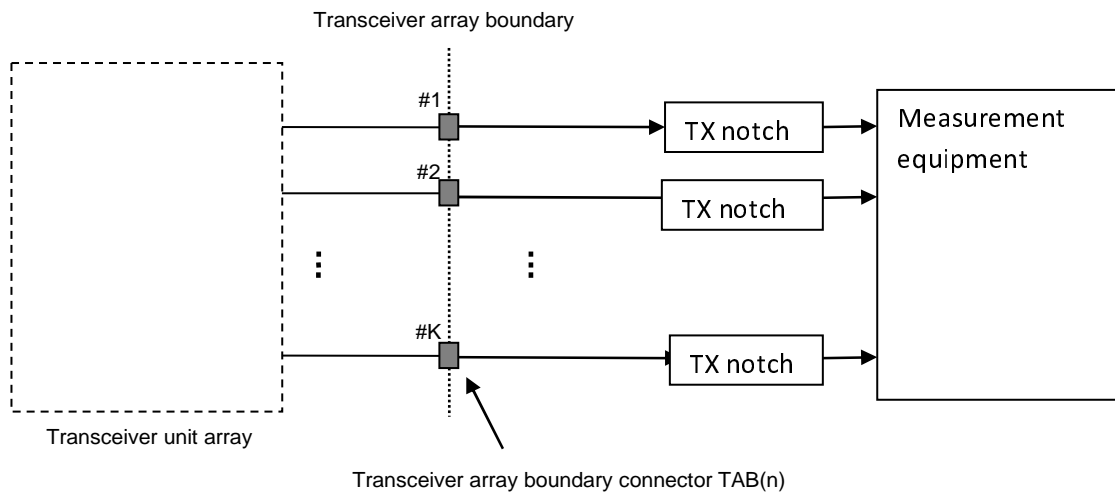 Transceiver array boundary
#1
TX notch
Measurement
equipment
#2
TX notch
#K
TX notch
Transceiver unit array
Transceiver array boundary connector TAB(n)